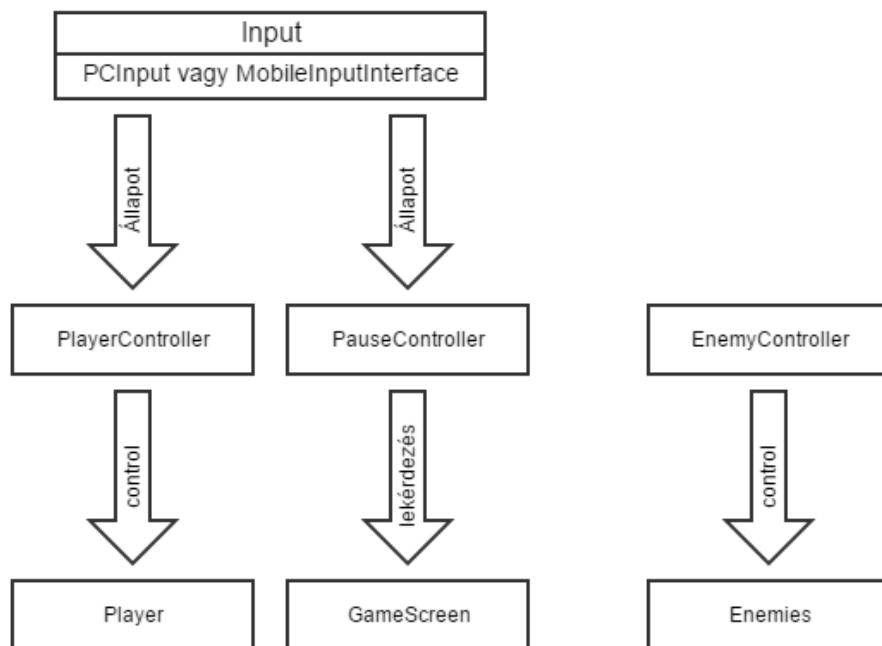 Input
PCInput vagy MobileInputInterface
Állapot
Állapot
PlayerController
PauseController
EnemyController
control
lekérdezés
control
Player
GameScreen
Enemies